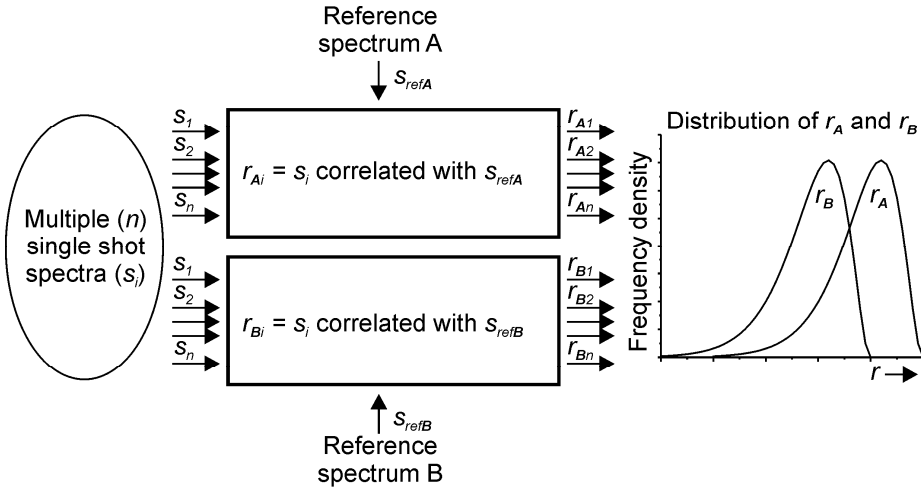 Reference
spectrum A
s_refA
s_1
s_2
s_n
r_Ai = s_i correlated with s_refA
r_A1
r_A2
r_An
Multiple (n)
single shot
spectra (s_i)
s_1
s_2
s_n
r_Bi = s_i correlated with s_refB
r_B1
r_B2
r_Bn
s_refB
Reference
spectrum B
Distribution of r_A and r_B
Frequency density
r_B
r_A
r